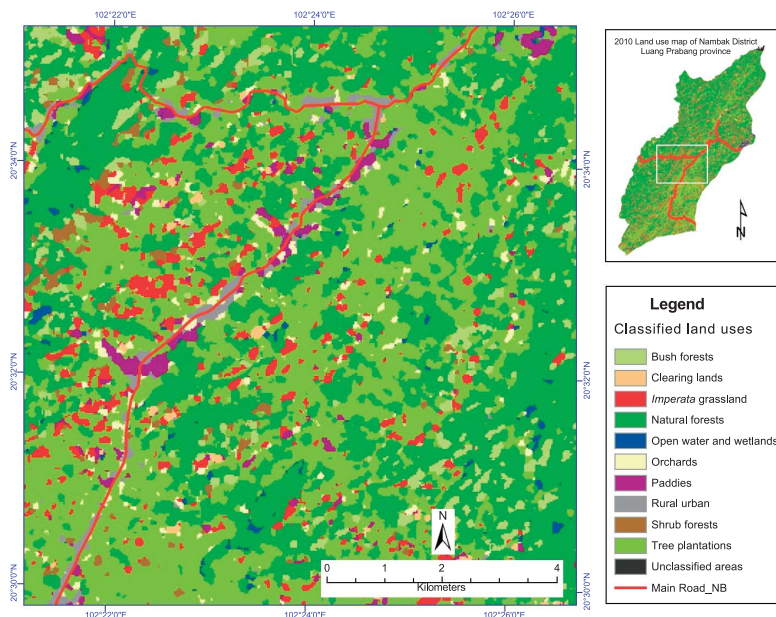 102°22'0"E 102°24'0"E 102°26'0"E
20°34'0"N
20°32'0"N
20°30'0"N
20°34'0"N
20°32'0"N
20°30'0"N
N
0 1 2 3 4
Kilometers
102°22'0"E 102°24'0"E 102°26'0"E
2010 Land use map of Nambak District
Luang Prabang province
N
Legend
Classified land uses
Bush forests
Clearing lands
Imperata grassland
Natural forests
Open water and wetlands
Orchards
Paddies
Rural urban
Shrub forests
Tree plantations
Unclassified areas
Main Road_NB